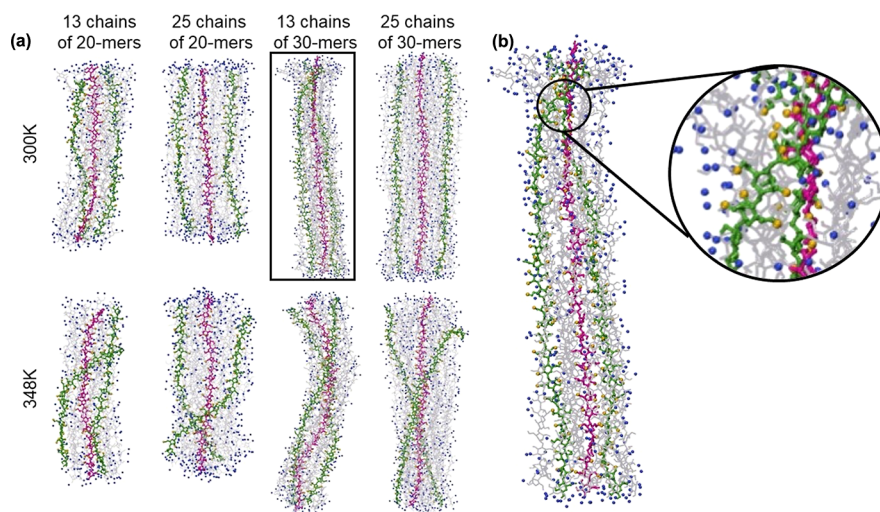 13 chains
of 20-mers
25 chains
of 20-mers
13 chains
of 30-mers
25 chains
of 30-mers
(a)
(b)
300K
348K